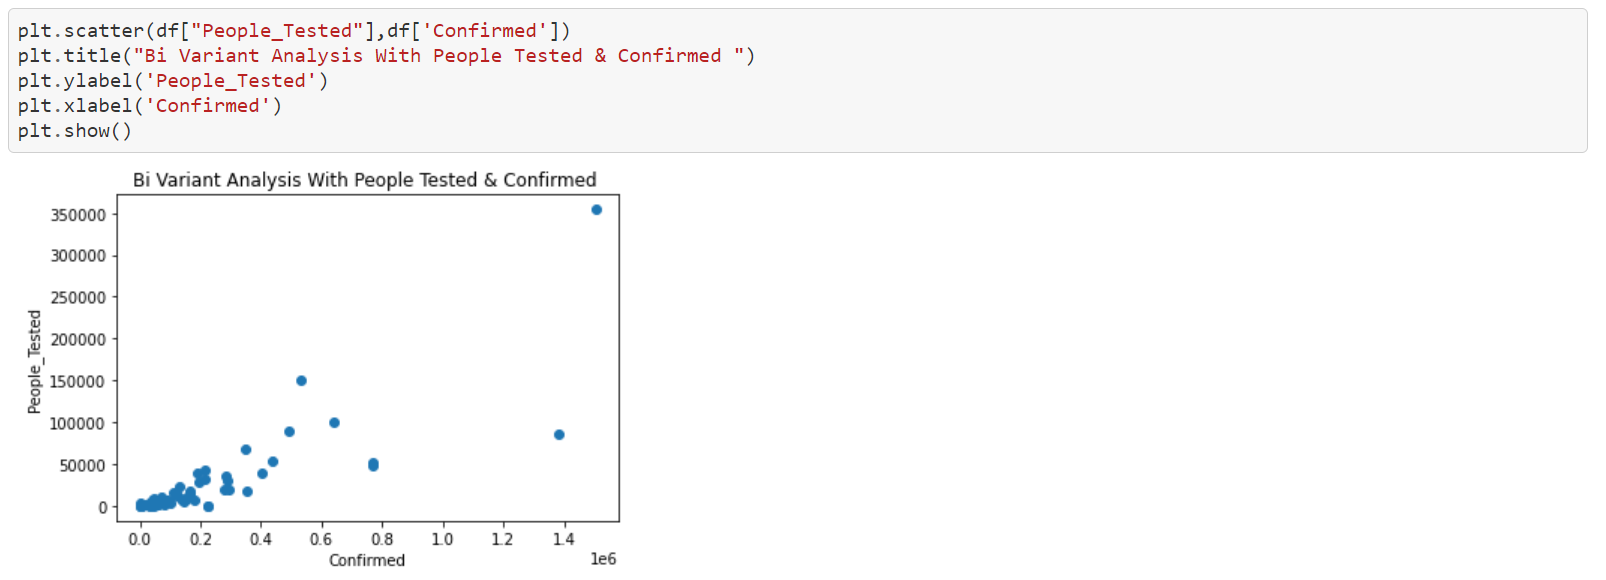 plt.scatter(df["People_Tested"],df['Confirmed'])
plt.title("Bi Variant Analysis With People Tested & Confirmed ")
plt.ylabel('People_Tested')
plt.xlabel('Confirmed')
plt.show()
Bi Variant Analysis With People Tested & Confirmed
350000
300000
250000
200000
150000
100000
50000
0
People_Tested
0.0 0.2 0.4 0.6 0.8 1.0 1.2 1.4
1e6
Confirmed